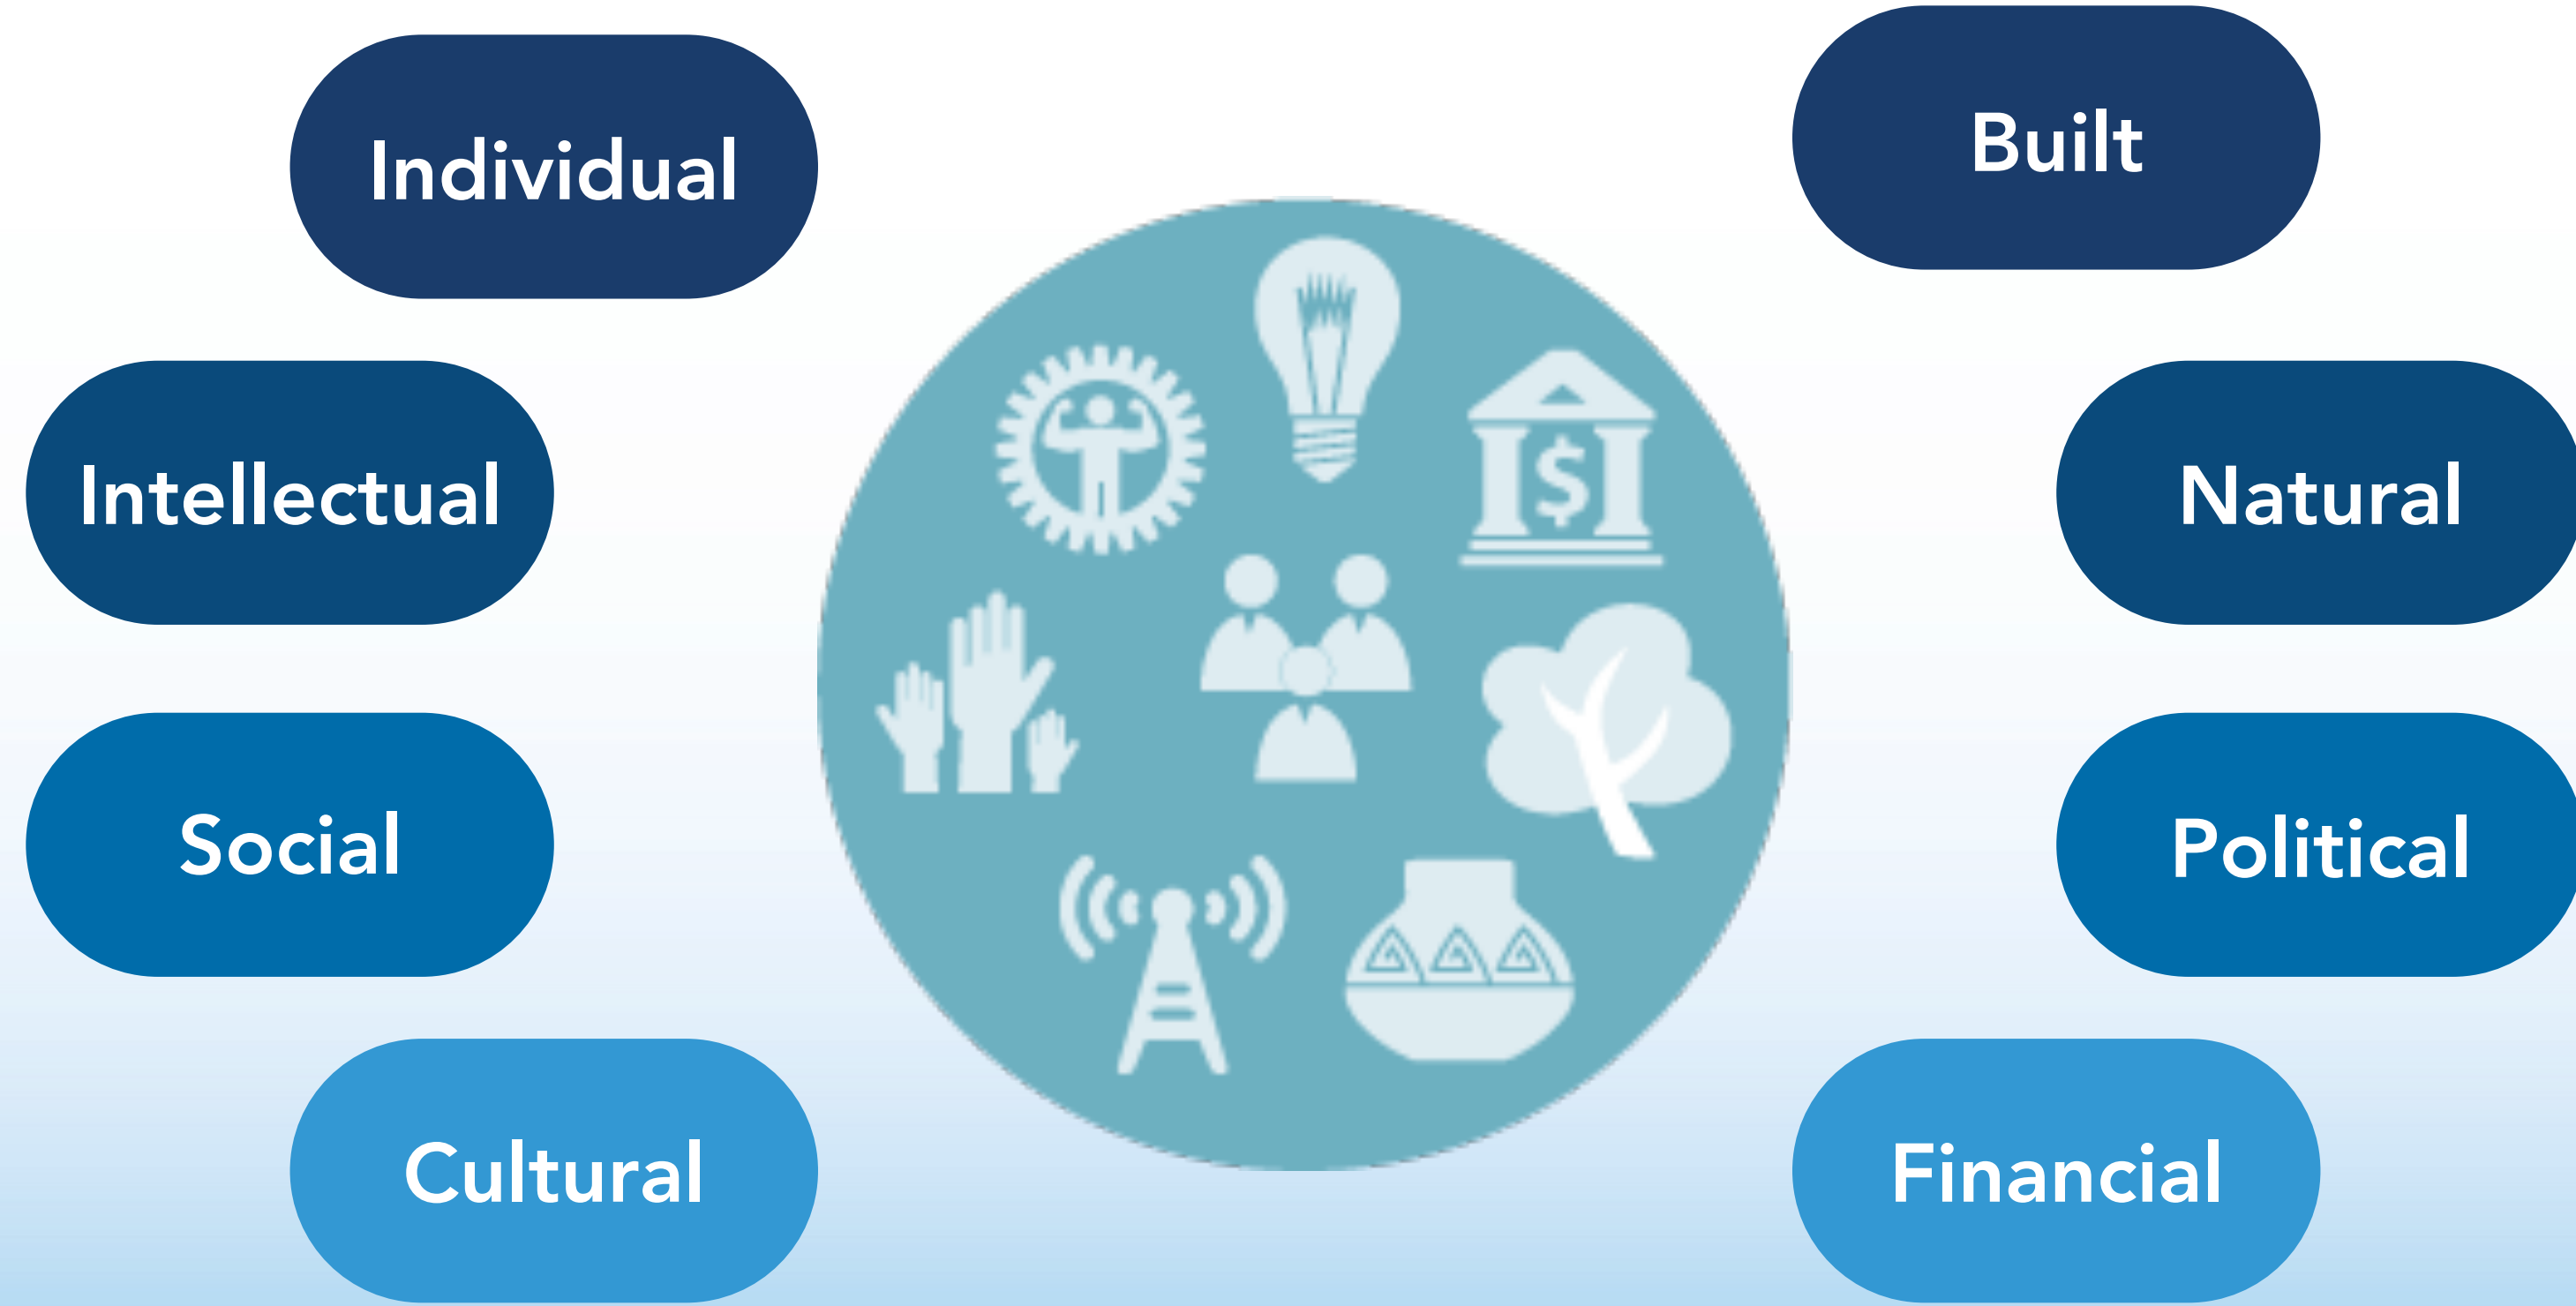 Individual
Intellectual
Social
Cultural
Built
Natural
Political
Financial
$